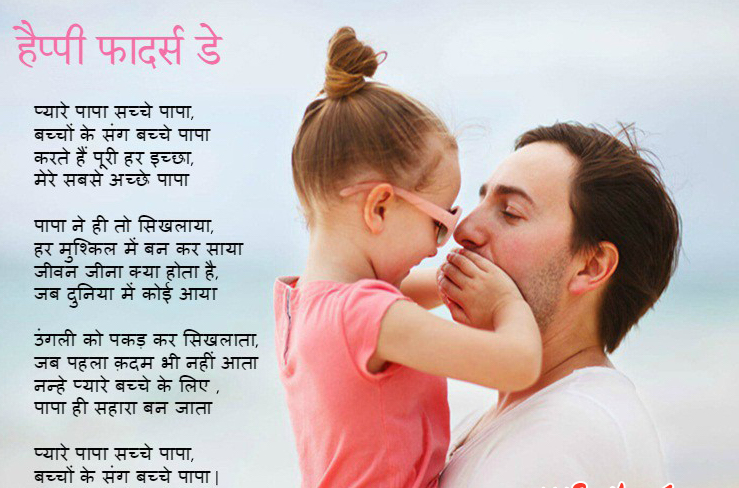 हैप्पी फादर्स डे
प्यारे पापा सच्चे पापा,
बच्चों के संग बच्चे पापा
करते हैं पूरी हर इच्छा,
मेरे सबसे अच्छे पापा
पापा ने ही तो सिखलाया,
हर मुश्किल में बन कर साया
जीवन जीना क्या होता है,
जब दुनिया में कोई आया
उंगली को पकड़ कर सिखलाता,
जब पहला क़दम भी नहीं आता
नन्हे प्यारे बच्चे के लिए ,
पापा ही सहारा बन जाता
प्यारे पापा सच्चे पापा,
बच्चों के संग बच्चे पापा|